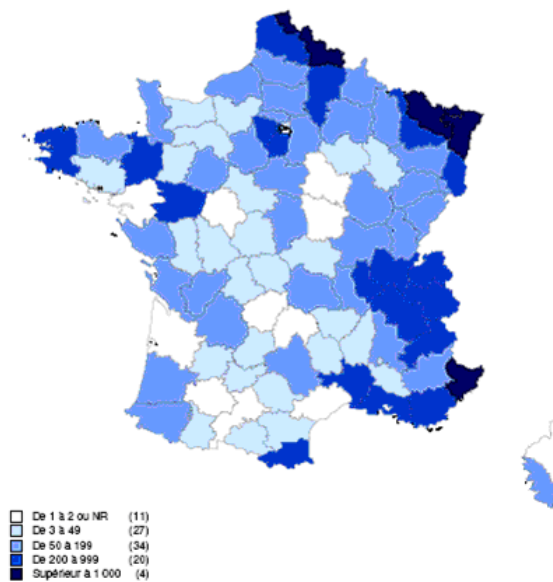 De 1 à 2 ou NR (11)
De 3 à 49 (27)
De 50 à 199 (34)
De 200 à 999 (20)
Supérieur à 1 000 (4)